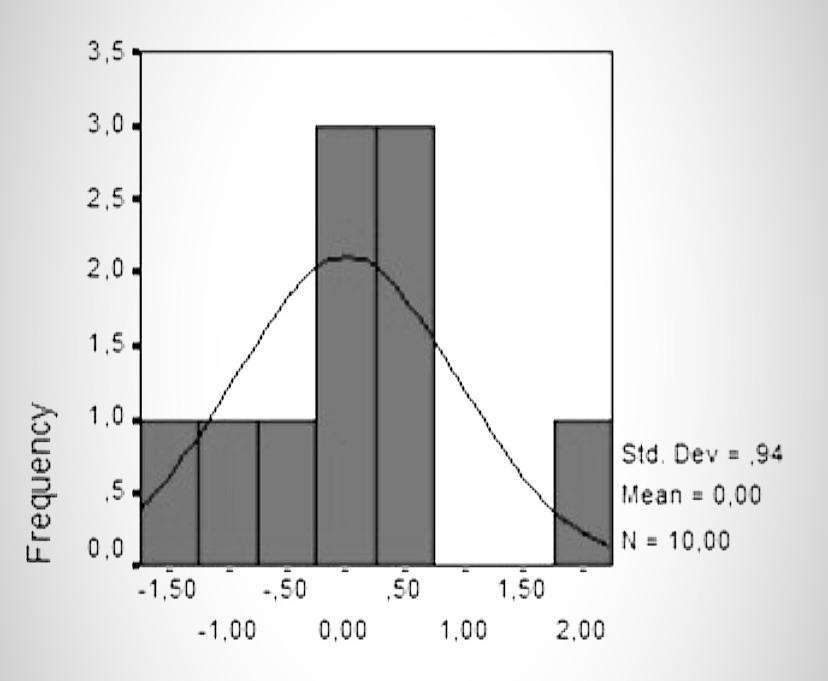 3,5
3,0
2,5
2,0
1,5
1,0
,5
0,0
Frequency
Std. Dev = ,94
Mean = 0,00
N = 10,00
-1,50 -,50 ,50 1,50
-1,00 0,00 1,00 2,00